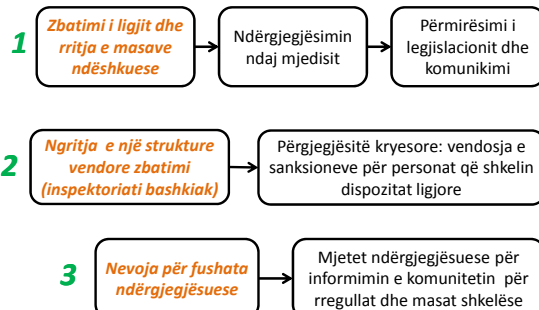 1
Zbatimi i ligjit dhe
rritja e masave
ndëshkuese
Ndërgjegjësimin
ndaj mjedisit
Përmirësimi i
legjislacionit dhe
komunikimi
2
Ngritja e një strukture
vendore zbatimi
(inspektoriati bashkiak)
Përgjegjësitë kryesore: vendosja e
sanksioneve për personat që shkelin
dispozitat ligjore
3
Nevoja për fushata
ndërgjegjësuese
Mjetet ndërgjegjësuese për
informimin e komunitetin për
rregullat dhe masat shkelëse